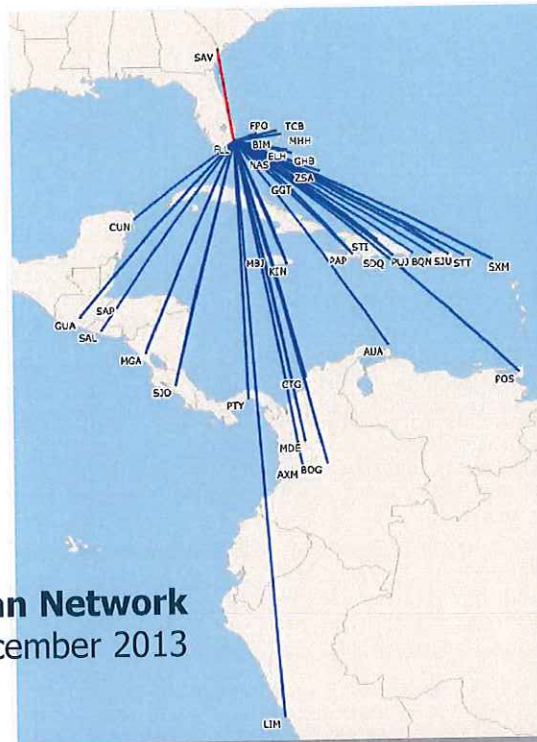 SAV
FPO
TCB
FLL
BIM
MHH
ELH
NAS
GHB
ZSA
GGT
CUN
MBJ
KIN
PAP
STI
SDQ
PUJ
BQN
SJU
STT
SXM
SAP
GUA
SAL
MGA
SJO
PTY
CTG
AUA
POS
MDE
AXM
BOG
an Network
cember 2013
LIM